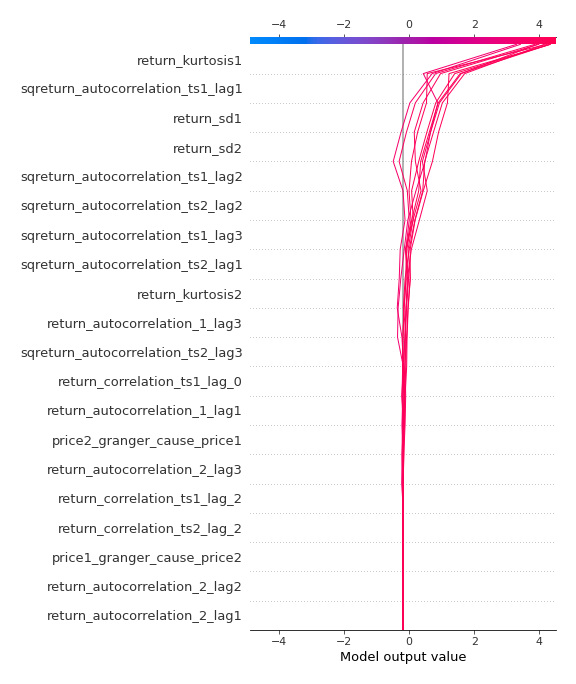 −4 −2 0 2 4
return_kurtosis1
sqreturn_autocorrelation_ts1_lag1
return_sd1
return_sd2
sqreturn_autocorrelation_ts1_lag2
sqreturn_autocorrelation_ts2_lag2
sqreturn_autocorrelation_ts1_lag3
sqreturn_autocorrelation_ts2_lag1
return_kurtosis2
return_autocorrelation_1_lag3
sqreturn_autocorrelation_ts2_lag3
return_correlation_ts1_lag_0
return_autocorrelation_1_lag1
price2_granger_cause_price1
return_autocorrelation_2_lag3
return_correlation_ts1_lag_2
return_correlation_ts2_lag_2
price1_granger_cause_price2
return_autocorrelation_2_lag2
return_autocorrelation_2_lag1
−4 −2 0 2 4
Model output value